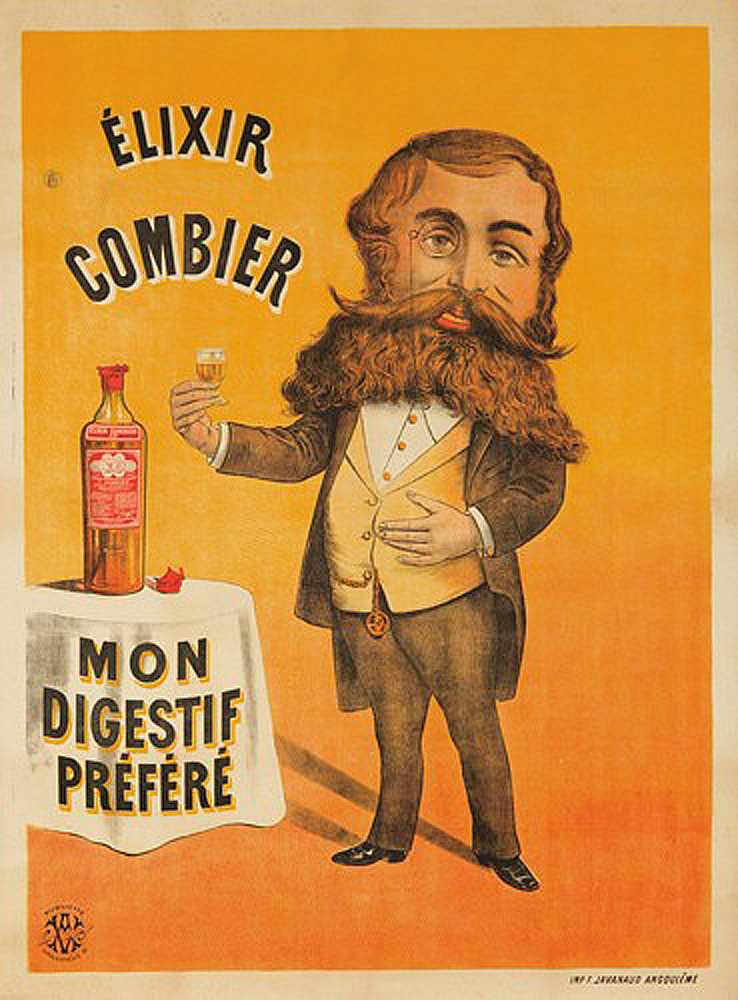 ÉLIXIR
COMBIER
MON
DIGESTIF
PRÉFÉRÉ
IMP. F. JAVANAUD ANGOULÊME